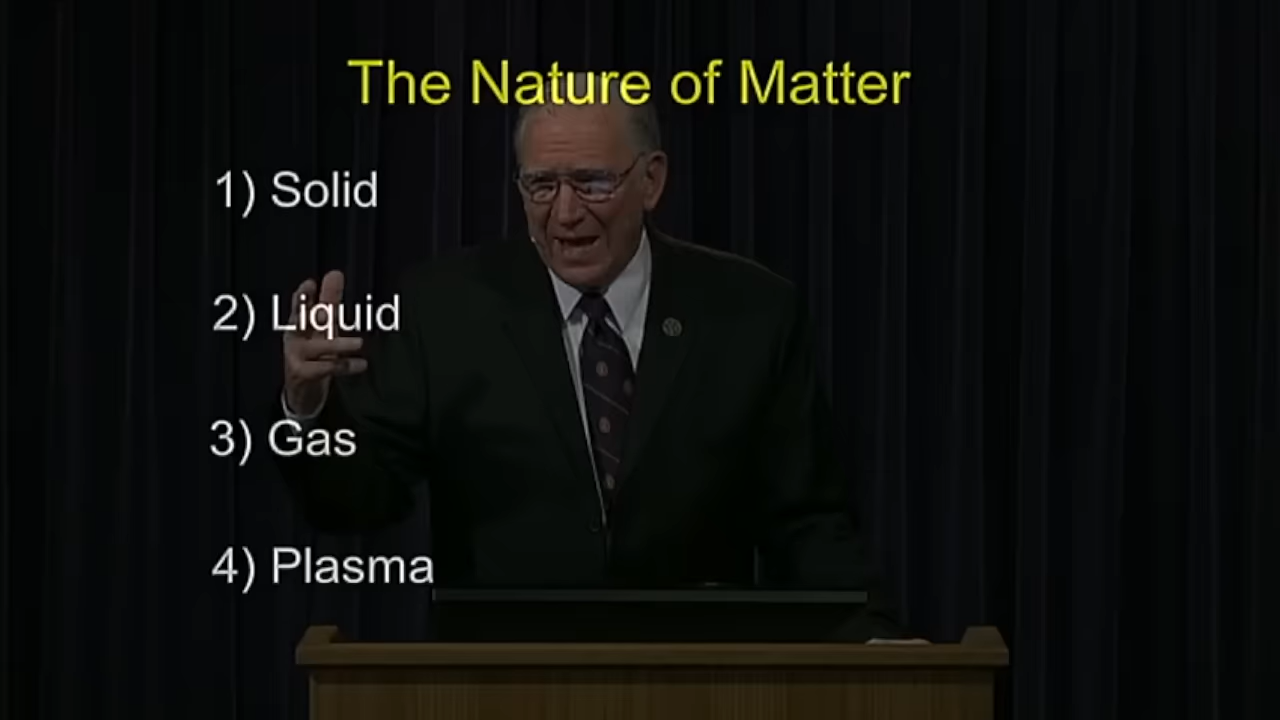 The Nature of Matter
1) Solid
2) Liquid
3) Gas
4) Plasma